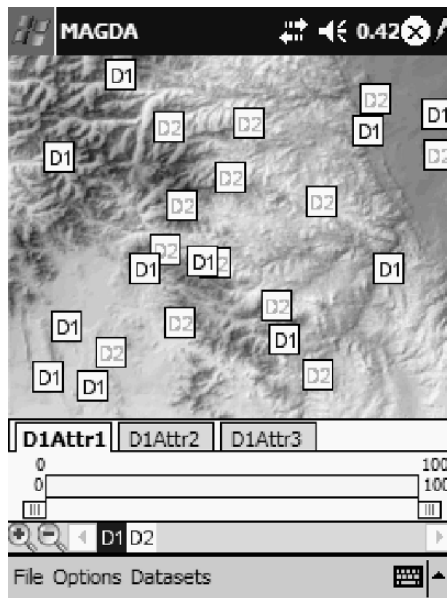 MAGDA 0.42
D1
D2
D1
D2
D2
D1
D2
D1
D2
D2
D2
D2
D2
D1
D1
D2
D1
D2
D1
D2
D1
D2
D1
D2
D1
D1
D1Attr1 D1Attr2 D1Attr3
0 100
0 100
D1 D2
File Options Datasets